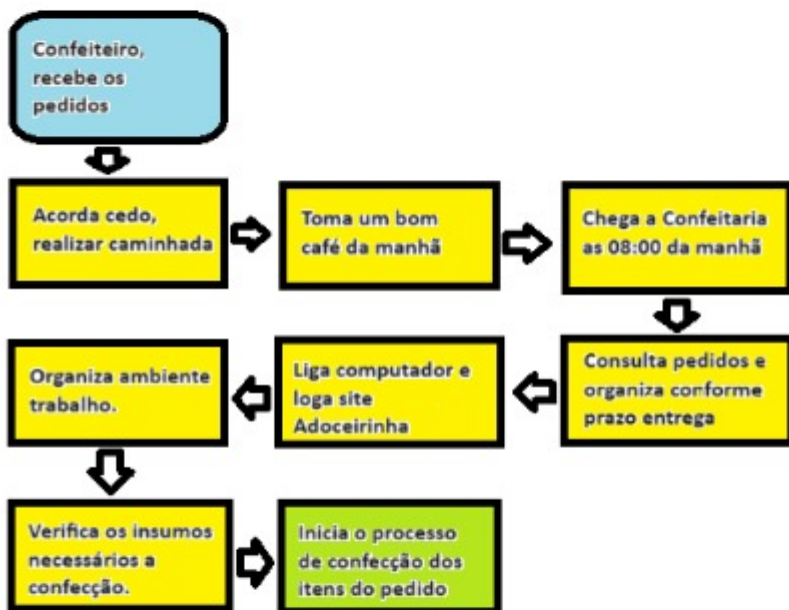 Confeiteiro,
recebe os
pedidos
Acorda cedo,
realizar caminhada
Toma um bom
café da manhã
Chega a Confeitaria
as 08:00 da manhã
Consulta pedidos e
organiza conforme
prazo entrega
Liga computador e
loga site
Adoceirinha
Organiza ambiente
trabalho.
Verifica os insumos
necessários a
confecção.
Inicia o processo
de confecção dos
itens do pedido